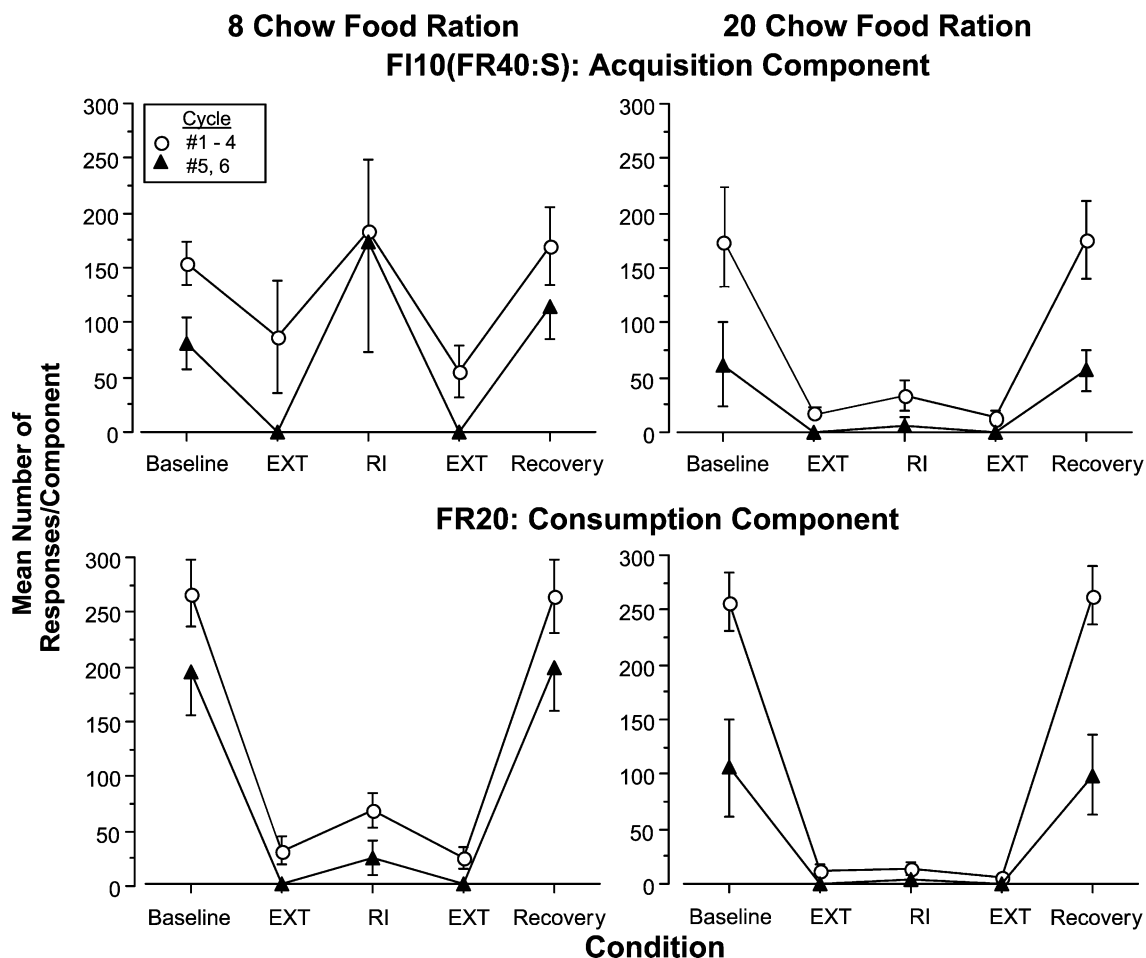 8 Chow Food Ration
20 Chow Food Ration
FI10(FR40:S): Acquisition Component
Cycle
#1 - 4
#5, 6
300
250
200
150
100
50
0
Baseline EXT RI EXT Recovery
300
250
200
150
100
50
0
Baseline EXT RI EXT Recovery
Mean Number of
Responses/Component
FR20: Consumption Component
300
250
200
150
100
50
0
Baseline EXT RI EXT Recovery
300
250
200
150
100
50
0
Baseline EXT RI EXT Recovery
Condition